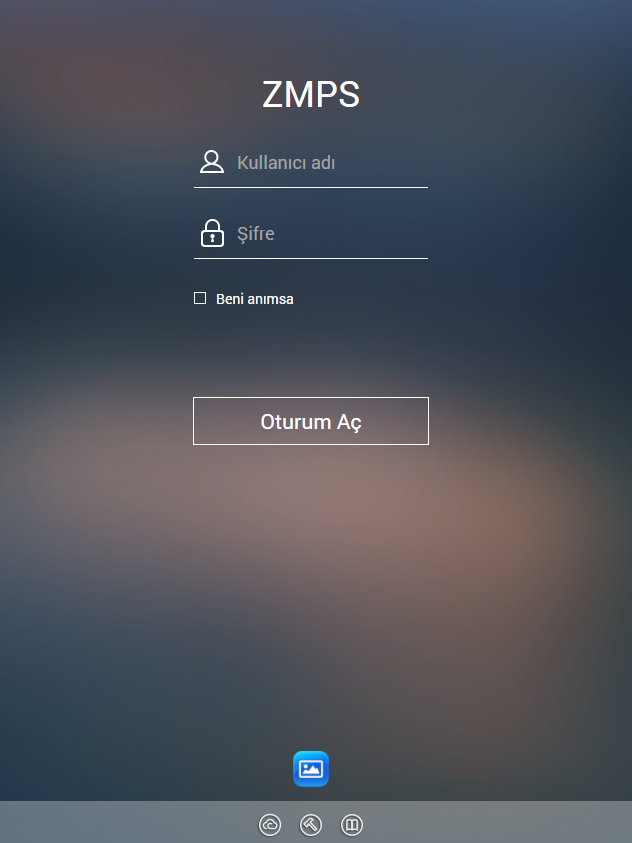 ZMPS
Kullanıcı adı
Şifre
Beni anımsa
Oturum Aç